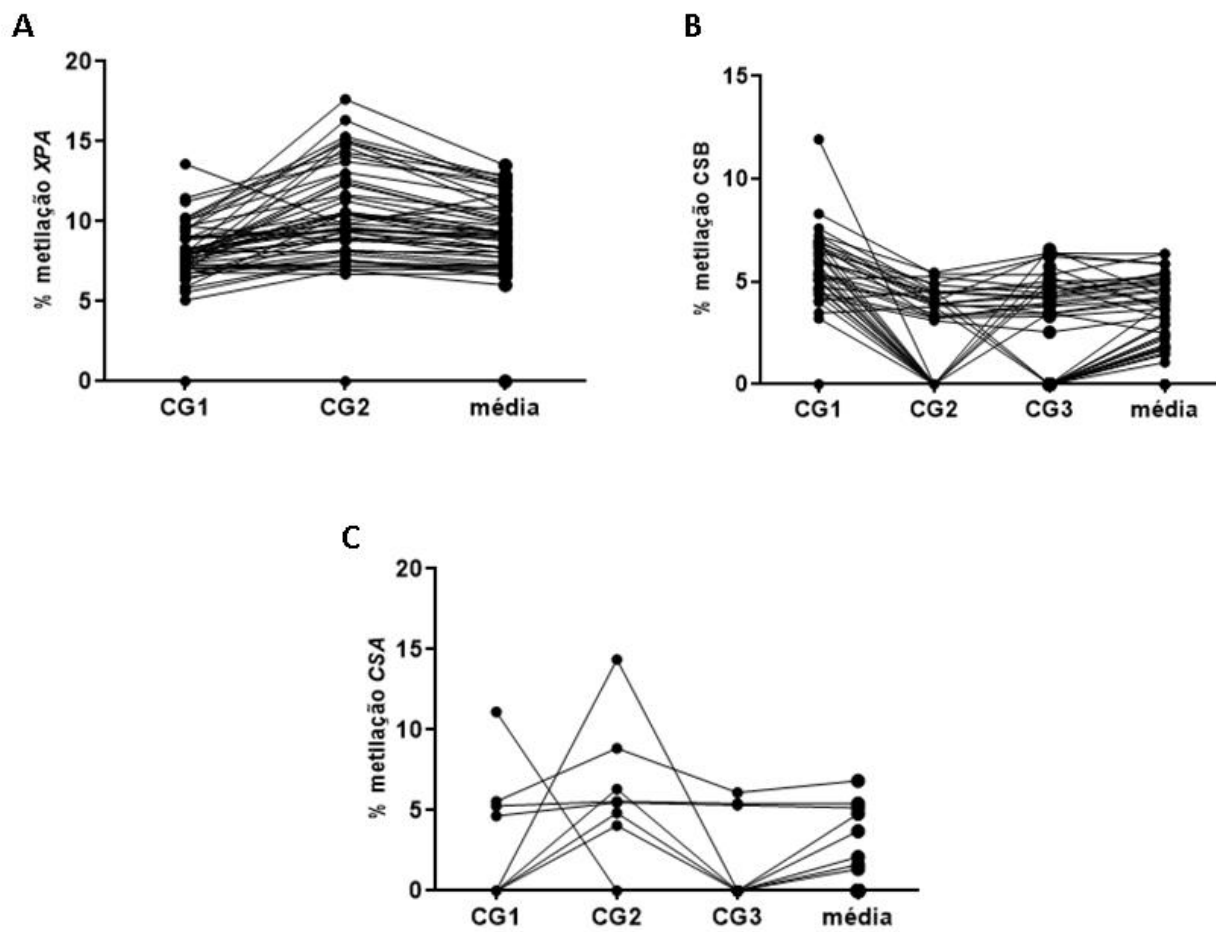 A
20
15
10
5
0
% metilação XPA
CG1 CG2 média
B
15
10
5
0
% metilação CSB
CG1 CG2 CG3 média
C
20
15
10
5
0
% metilação CSA
CG1 CG2 CG3 média